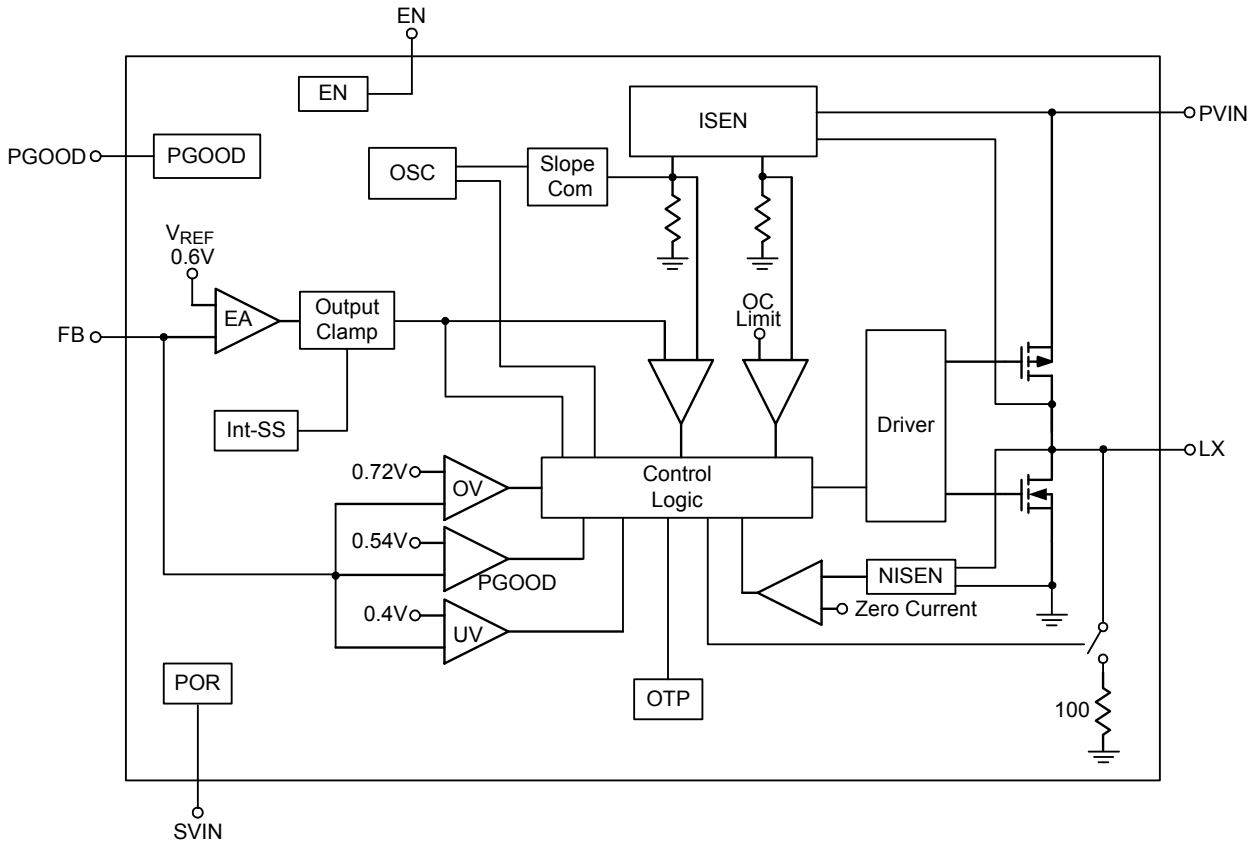 EN
EN
ISEN
PVIN
PGOOD
PGOOD
OSC
Slope
Com
VREF
0.6V
EA
Output
Clamp
OC
Limit
FB
Driver
Int-SS
LX
0.72V
OV
Control
Logic
0.54V
PGOOD
NISEN
Zero Current
0.4V
UV
POR
OTP
100
SVIN